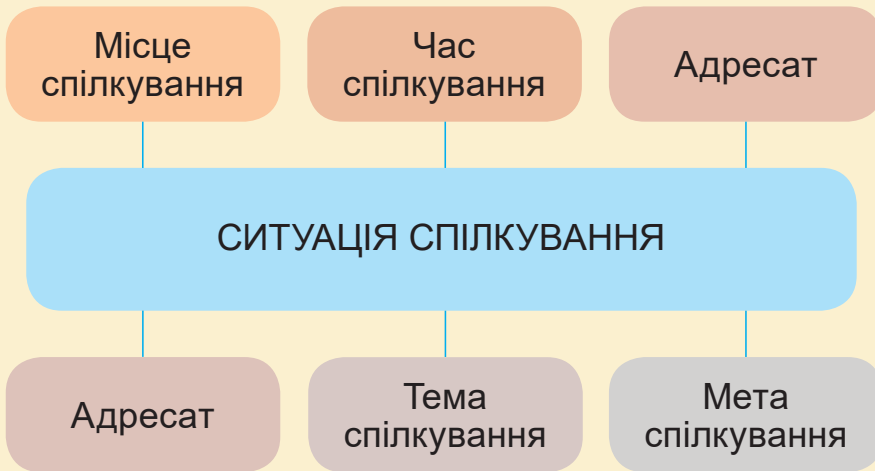 Місце
спілкування
Час
спілкування
Адресат
СИТУАЦІЯ СПІЛКУВАННЯ
Адресат
Тема
спілкування
Мета
спілкування